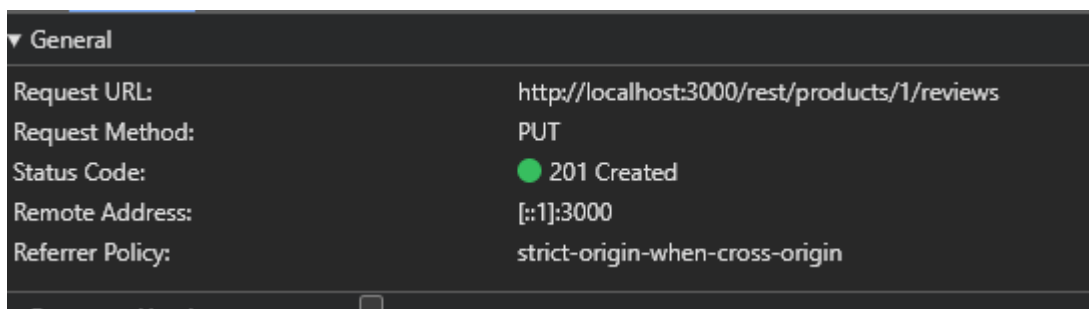 General
Request URL: http://localhost:3000/rest/products/1/reviews
Request Method: PUT
Status Code: 201 Created
Remote Address: [::1]:3000
Referrer Policy: strict-origin-when-cross-origin